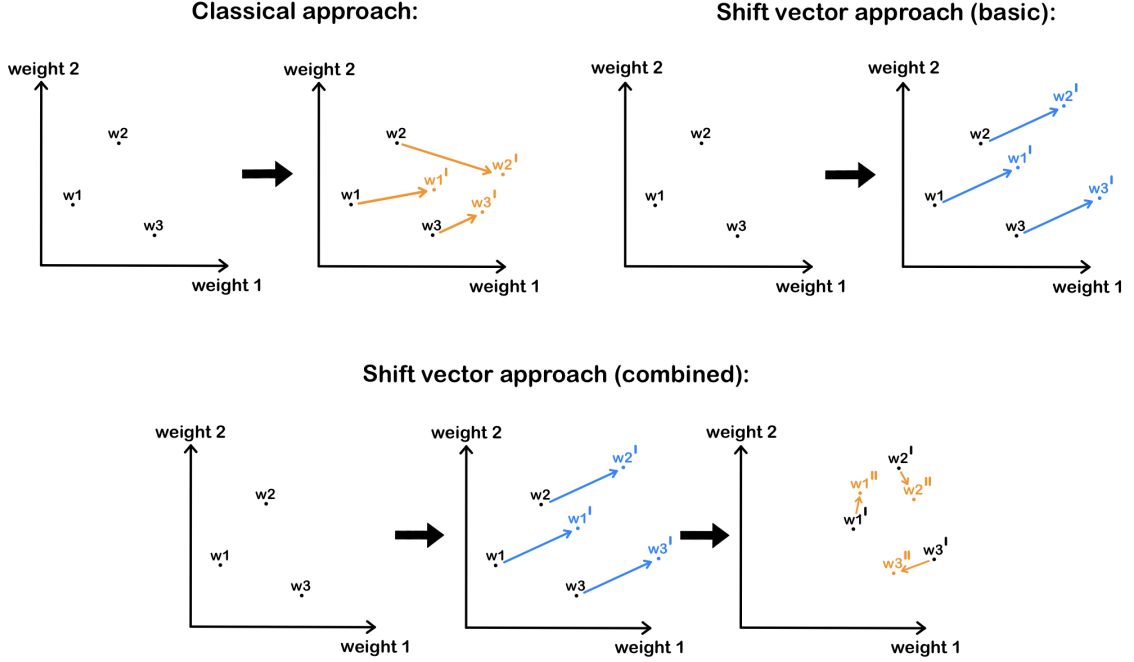 Classical approach:
Shift vector approach (basic):
weight 2
w2
w1
w3
weight 1
weight 2
w2
w2^I
w1^I
w1
w3^I
w3
weight 1
weight 2
w2
w1
w3
weight 1
weight 2
w2^I
w2
w1^I
w1
w3^I
w3
weight 1
Shift vector approach (combined):
weight 2
w2
w1
w3
weight 1
weight 2
w2^I
w2
w1^I
w1
w3^I
w3
weight 1
weight 2
w2^I
w1^II
w2^II
w1^I
w3^I
w3^II
weight 1